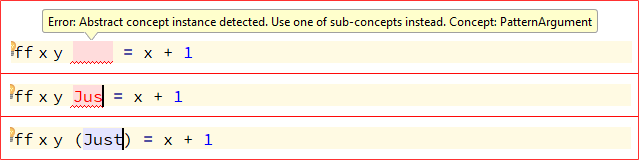 Error: Abstract concept instance detected. Use one of sub-concepts instead. Concept: PatternArgument
ff x y = x + 1
ff x y Jus = x + 1
ff x y (Just) = x + 1